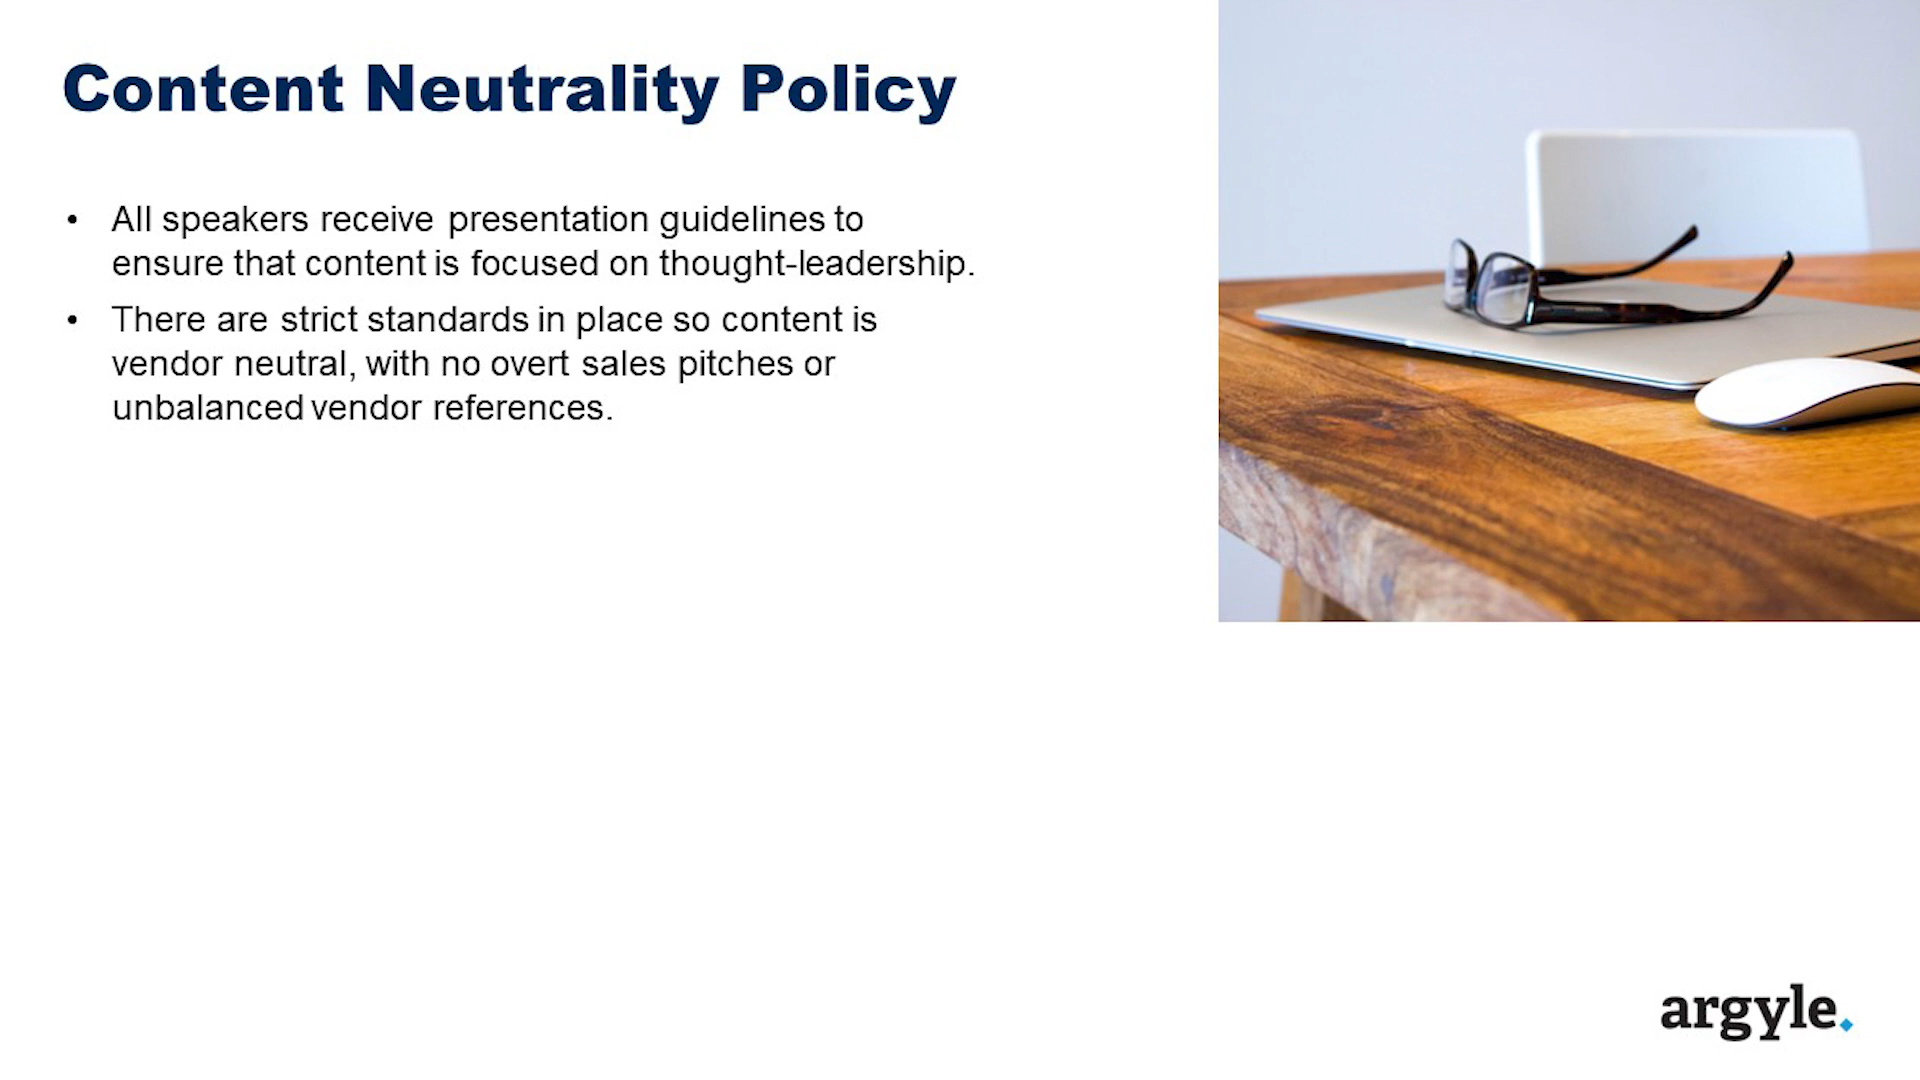 Content Neutrality Policy
• All speakers receive presentation guidelines to
ensure that content is focused on thought-leadership.
• There are strict standards in place so content is
vendor neutral, with no overt sales pitches or
unbalanced vendor references.
argyle.